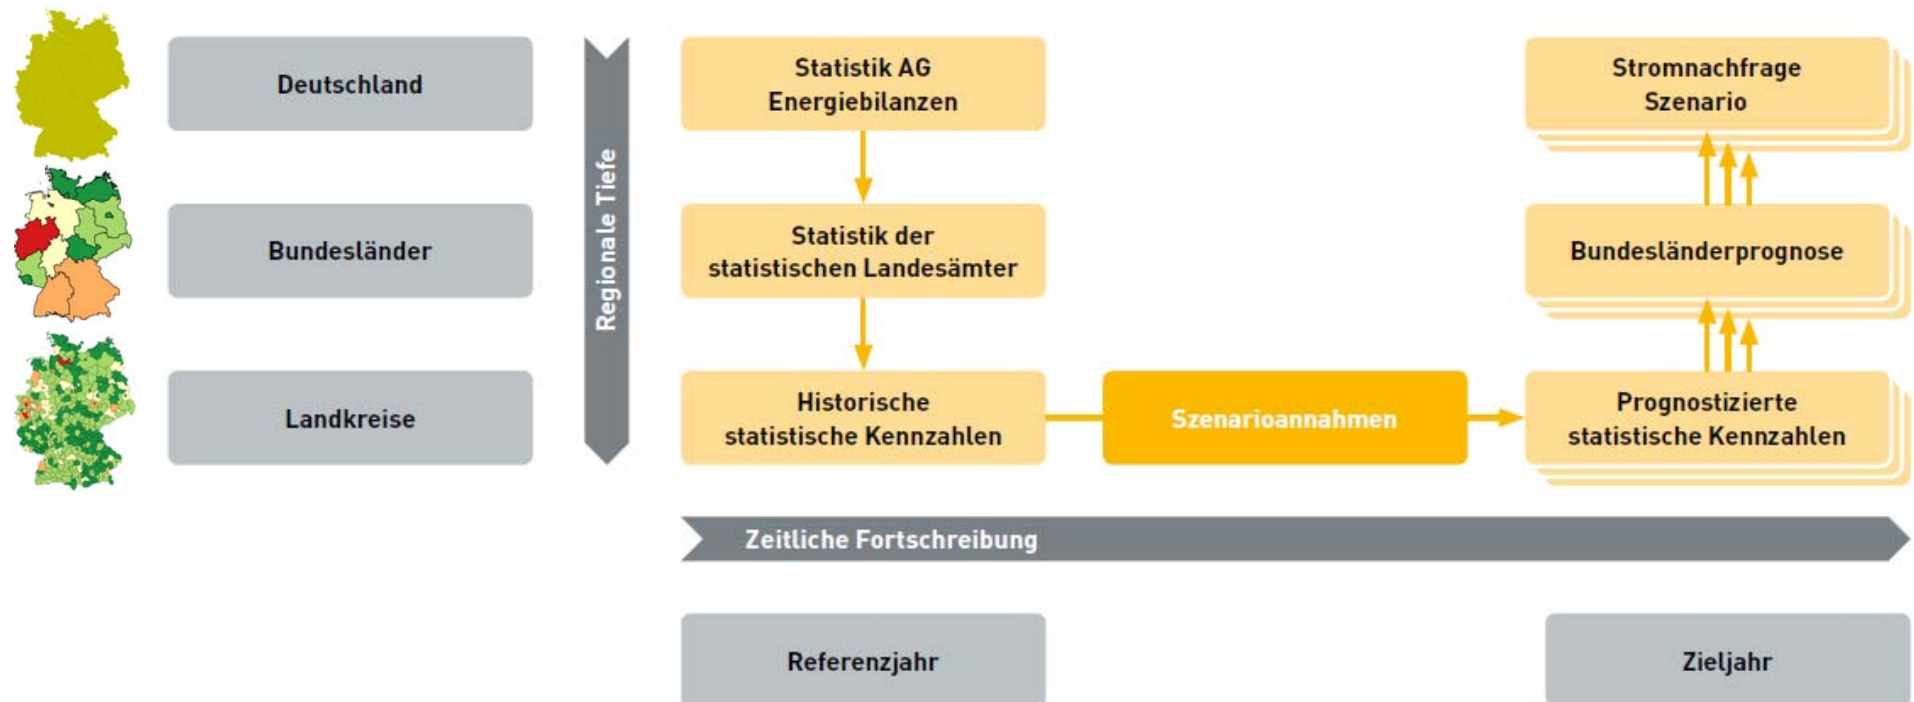 Deutschland
Regionale Tiefe
Statistik AG
Energiebilanzen
Stromnachfrage
Szenario
Bundesländer
Statistik der
statistischen Landesämter
Bundesländerprognose
Landkreise
Historische
statistische Kennzahlen
Szenarioannahmen
Prognostizierte
statistische Kennzahlen
Zeitliche Fortschreibung
Referenzjahr
Zieljahr